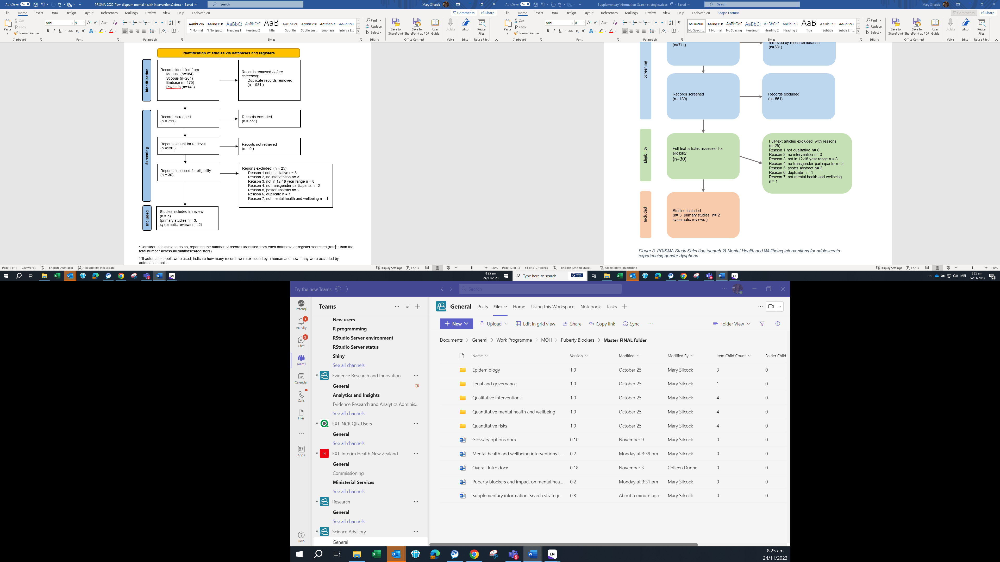 AutoSave On
PRISMA_2020_flow_diagram mental health interventions2.docx • Saved
Search
Mary Silcock
AutoSave On
Supplementary information_Search strategies.docx • Saved
Search
Mary Silcock
File Home Insert Draw Design Layout References Mailings Review View Help EndNote 20
Comments Share
File Home Insert Draw Design Layout References Mailings Review View Help EndNote 20 Shape Format
Comments Share
Paste
Cut
Copy
Format Painter
Clipboard
Arial 9
Font
Paragraph
Normal
No Spac...
Heading 1
Heading 2
Title
Subtitle
Subtle Em...
Emphasis
Intense E...
Styles
Find
Replace
Select
Editing
Save to SharePoint
Save to SharePoint as PDF
User Guide
Office Connect
Dictate
Voice
Editor
Editor
Reuse Files
Reuse Files
Paste
Cut
Copy
Format Painter
Clipboard
Arial 8
Font
Paragraph
No Spacin...
Normal
No Spacing
Heading 1
Heading 2
Heading 3
Title
Subtitle
Subtle Em...
Styles
Find
Replace
Select
Editing
Save to SharePoint
Save to SharePoint as PDF
User Guide
Office Connect
Dictate
Voice
Editor
Editor
Reuse Files
Reuse Files
Identification of studies via databases and registers
Identification
Records identified from:
Medline (n=184)
Scopus (n=204)
Embase (n=175)
PsycInfo (n=148)
Records removed before
screening:
Duplicate records removed
(n = 581 )
Screening
Records screened
(n = 711)
Records excluded
(n = 551)
Reports sought for retrieval
(n =130 )
Reports not retrieved
(n = 0 )
Reports assessed for eligibility
(n = 30)
Reports excluded: (n = 25)
Reason 1 not qualitative n= 8
Reason 2, no intervention n= 3
Reason 3, not in 12-18 year range n = 8
Reason 4, no transgender participants n= 2
Reason 5, poster abstract n= 2
Reason 6, duplicate n = 1
Reason 7, not mental health and wellbeing n = 1
.
Included
Studies included in review
(n = 5)
(primary studies n = 3,
systematic reviews n = 2)
*Consider, if feasible to do so, reporting the number of records identified from each database or register searched (rather than the
total number across all databases/registers).
**If automation tools were used, indicate how many records were excluded by a human and how many were excluded by
automation tools.
Screening
(n=711)
removed by research librarian.
(n=581)
Records screened
(n= 130)
Records excluded
(n= 551)
Eligibility
Full-text articles assessed for
eligibility
(n=30)
Full-text articles excluded, with reasons
(n=25)
Reason 1 not qualitative n= 8
Reason 2, no intervention n= 3
Reason 3, not in 12-18 year range n = 8
Reason 4, no transgender participants n= 2
Reason 5, poster abstract n= 2
Reason 6, duplicate n = 1
Reason 7, not mental health and wellbeing
n = 1
Included
Studies included
(n= 3 primary studies, n= 2
systematic reviews )
Figure 5. PRISMA Study Selection (search 2) Mental Health and Wellbeing interventions for adolescents
experiencing gender dysphoria
Page 1 of 1 220 words English (Australia) Accessibility: Investigate
Display Settings Focus 120%
Page 12 of 12 51 of 2107 words English (United States) Accessibility: Investigate
Display Settings Focus 140%
8:25 am
24/11/2023
Type here to search
MRI
8:25 am
24/11/2023
21
Try the new Teams
Search
Pātengi
Activity 7
Chat 2
Teams
Calendar
Calls
Files
Apps
Help
Teams
New users
R programming
RStudio Server environment
RStudio Server status
Shiny
See all channels
Evidence Research and Innovation
General
Analytics and Insights
Evidence Research and Analytics Adminis...
See all channels
EXT-NCR Qlik Users
General
See all channels
IH EXT-Interim Health New Zealand
General
Commissioning
Ministerial Services
See all channels
Research
General
See all channels
Science Advisory
General
General Posts Files Home Using this Workspace Notebook Tasks
New Upload Edit in grid view Share Copy link Sync Folder View
Documents > General > Work Programme > MOH > Puberty Blockers > Master FINAL folder
Name Version Modified Modified By Item Child Count Folder Child
Epidemiology 1.0 October 25 Mary Silcock 3 0
Legal and governance 1.0 October 25 Mary Silcock 1 0
Qualitative interventions 1.0 October 25 Mary Silcock 4 0
Quantitative mental health and wellbeing 1.0 October 25 Mary Silcock 4 0
Quantitative risks 1.0 October 25 Mary Silcock 4 0
Glossary options.docx 0.10 November 9 Mary Silcock 0 0
Mental health and wellbeing interventions f... 0.2 Monday at 3:39 pm Mary Silcock 0 0
Overall Intro.docx 0.18 November 3 Colleen Dunne 0 0
Puberty blockers and impact on mental hea... 0.2 Monday at 3:31 pm Mary Silcock 0 0
Supplementary information_Search strategi... 0.8 About a minute ago Mary Silcock 0 0
8:25 am
24/11/2023